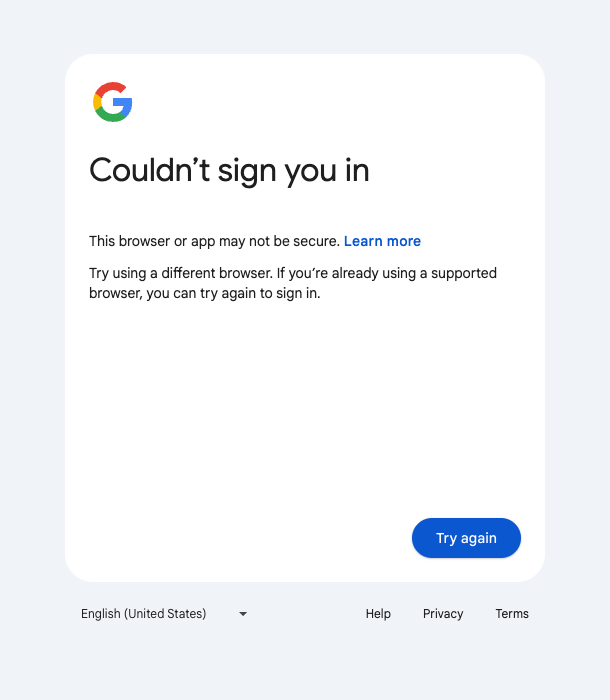 Couldn’t sign you in
This browser or app may not be secure. Learn more
Try using a different browser. If you’re already using a supported
browser, you can try again to sign in.
Try again
English (United States)
Help Privacy Terms